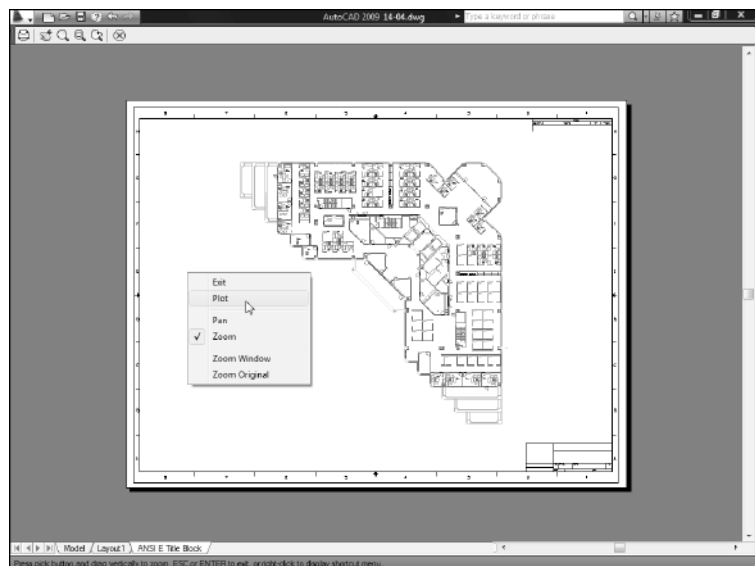 AutoCAD 2009 14-04.dwg
Type a keyword or phrase
Exit
Plot
Pan
Zoom
Zoom Window
Zoom Original
Model
Layout1
ANSI E Title Block
Press pick button and drag vertically to zoom, ESC or ENTER to exit, or right-click to display shortcut menu.